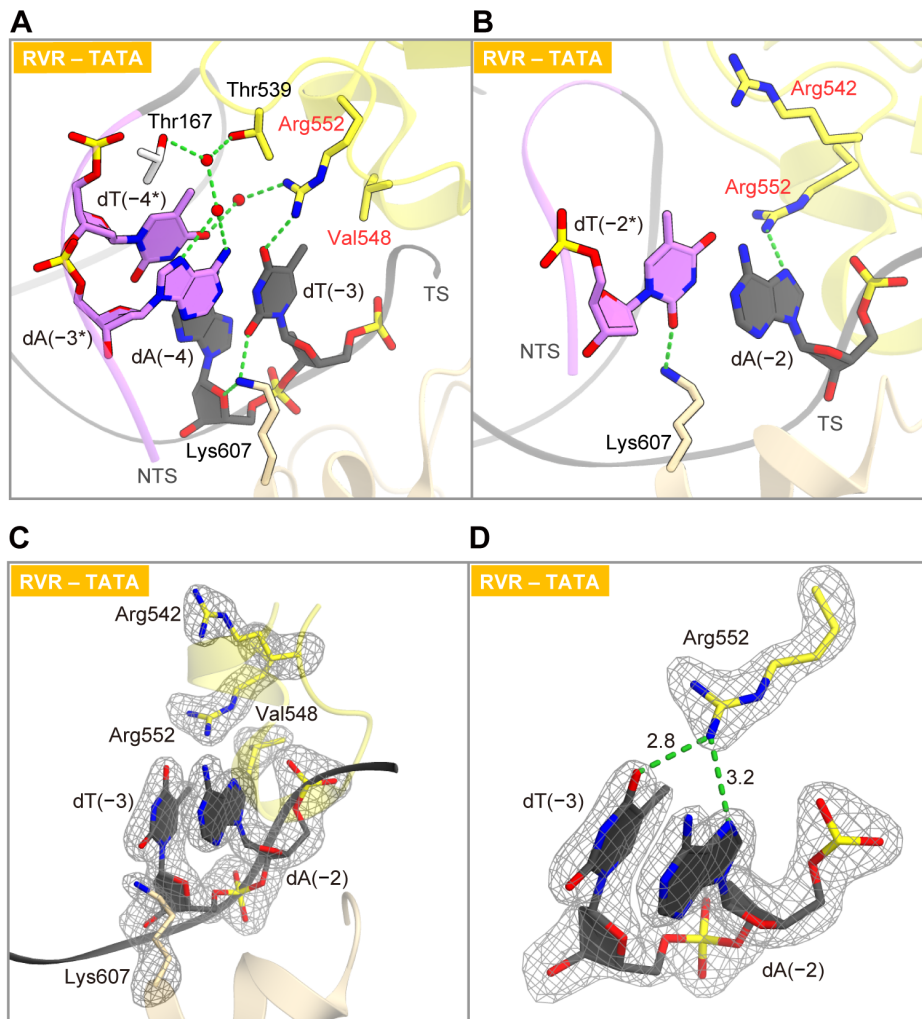 A
RVR – TATA
Thr539
Thr167
Arg552
dT(−4*)
Val548
dT(−3)
TS
dA(−3*)
dA(−4)
Lys607
NTS
B
RVR – TATA
Arg542
Arg552
dT(−2*)
NTS
dA(−2)
TS
Lys607
C
RVR – TATA
Arg542
Arg552
Val548
dT(−3)
dA(−2)
Lys607
D
RVR – TATA
Arg552
2.8
3.2
dT(−3)
dA(−2)